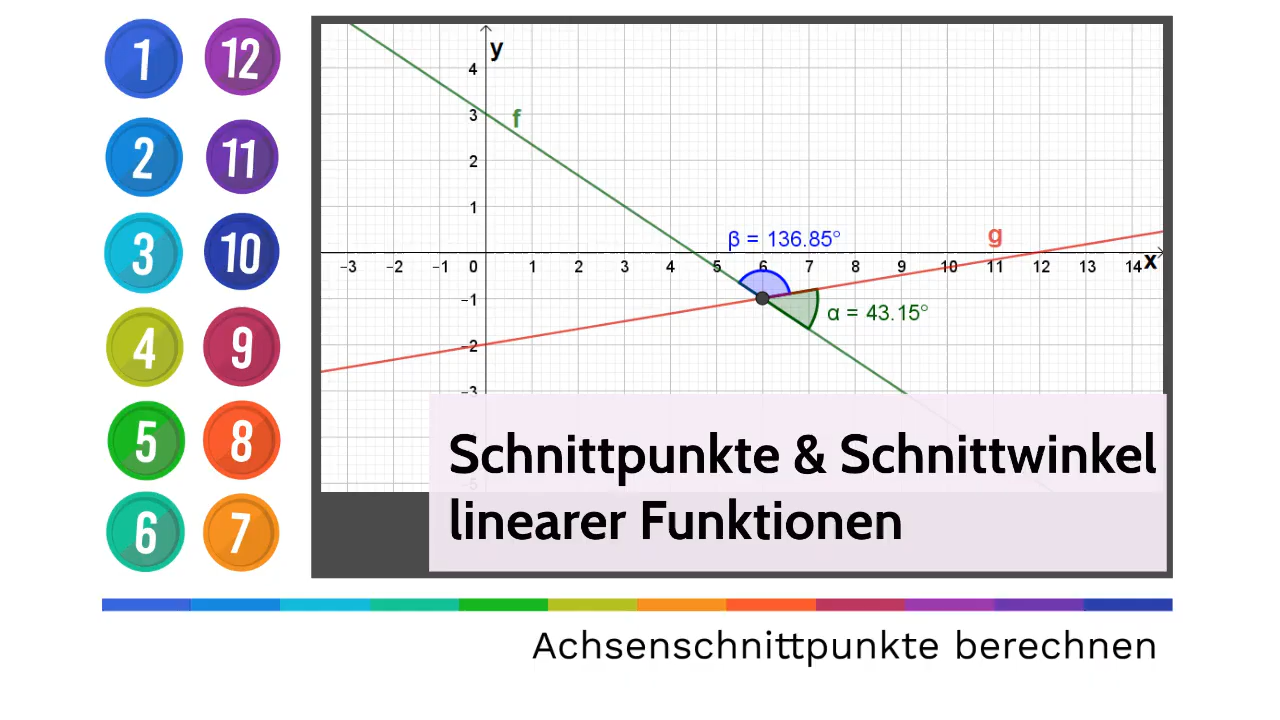 1 12
2 11
3 10
4 9
5 8
6 7
y
4
3
f
2
1
β = 136.85°
g
−3 −2 −1 0 1 2 3 4 5 6 7 8 9 10 11 12 13 14 x
−1
α = 43.15°
−2
−3
Schnittpunkte & Schnittwinkel
−5
linearer Funktionen
Achsenschnittpunkte berechnen